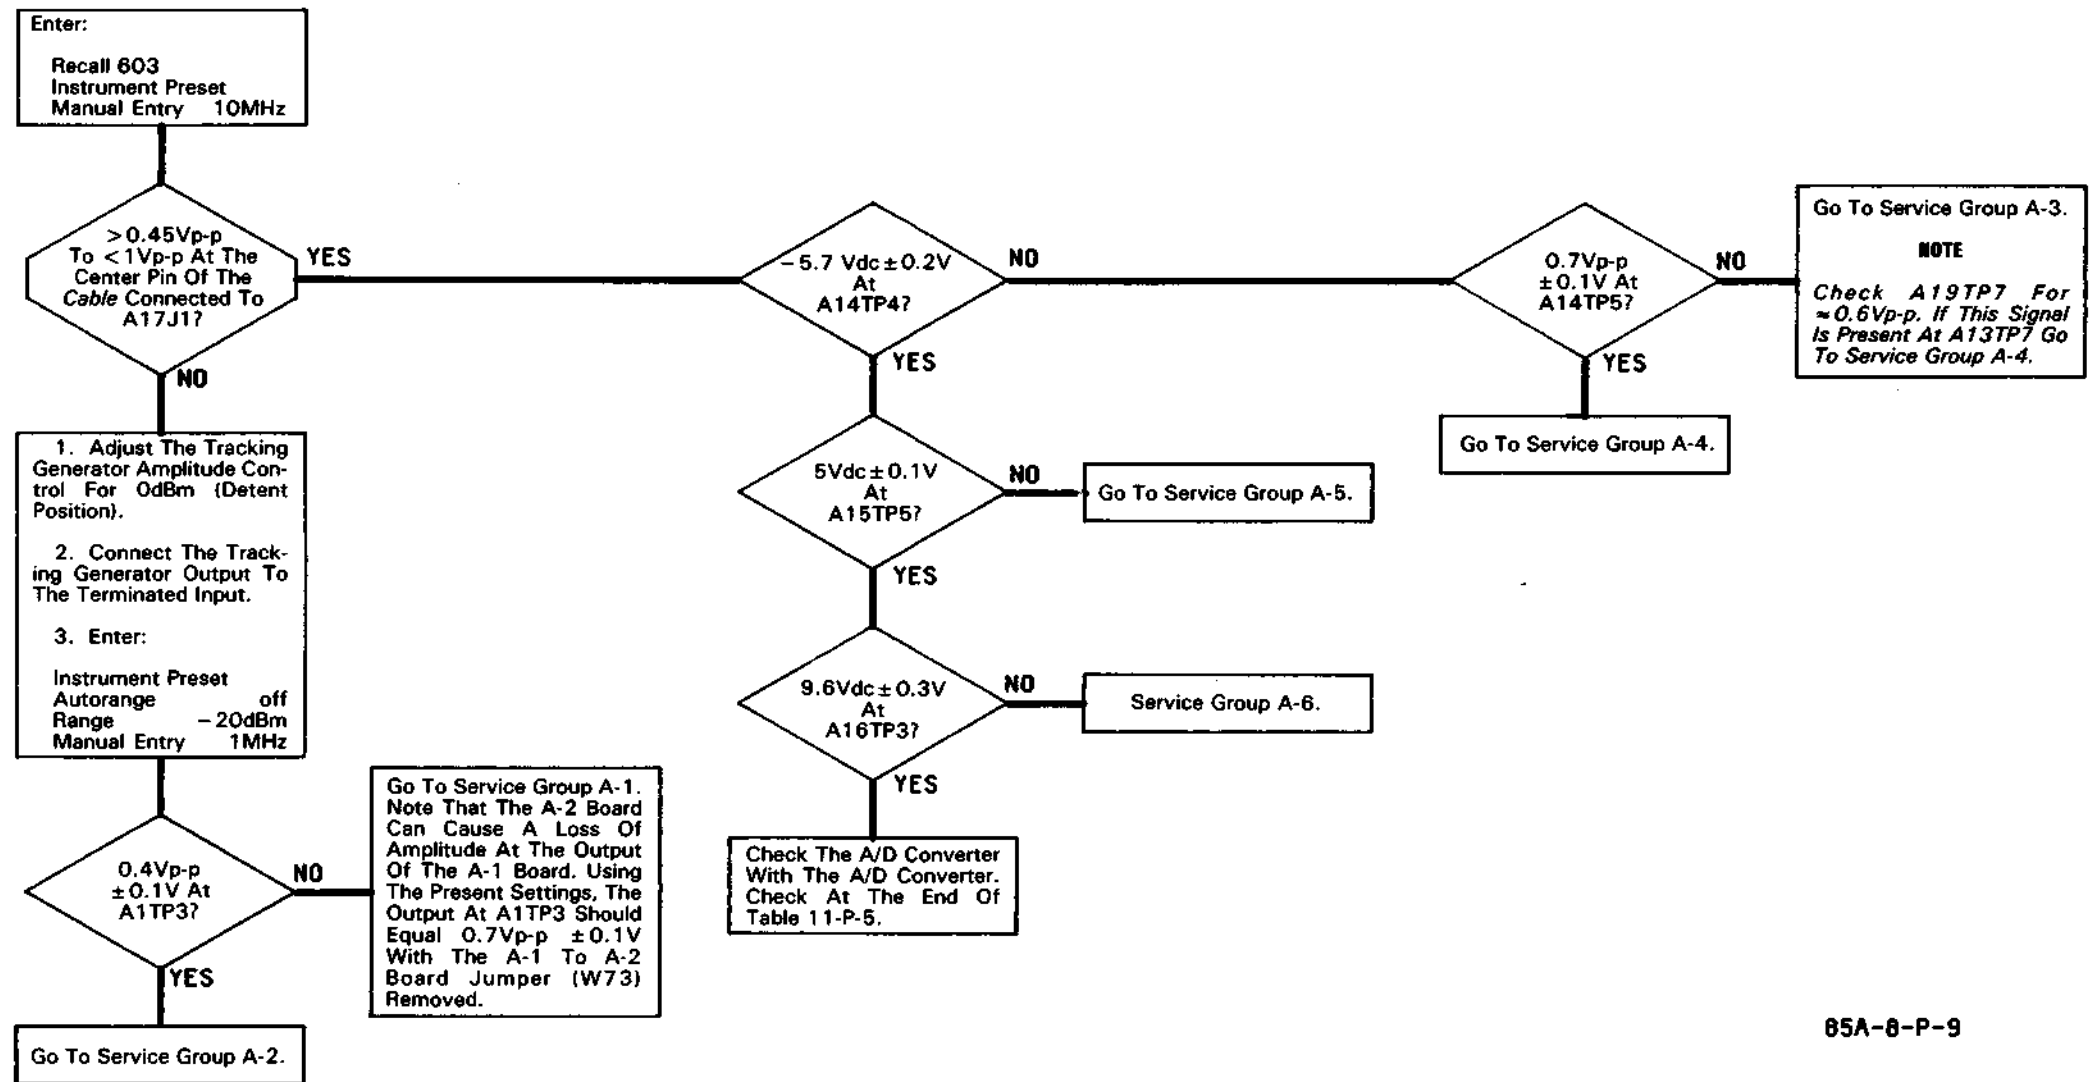 Enter:
Recall 603
Instrument Preset
Manual Entry 10MHz
>0.45Vp-p
To <1Vp-p At The
Center Pin Of The
Cable Connected To
A17J1?
YES
NO
−5.7 Vdc±0.2V
At
A14TP4?
NO
YES
0.7Vp-p
±0.1V At
A14TP5?
NO
YES
Go To Service Group A-3.
NOTE
Check A19TP7 For
≈0.6Vp-p. If This Signal
Is Present At A13TP7 Go
To Service Group A-4.
Go To Service Group A-4.
5Vdc±0.1V
At
A15TP5?
NO
YES
Go To Service Group A-5.
9.6Vdc±0.3V
At
A16TP3?
NO
YES
Service Group A-6.
Check The A/D Converter
With The A/D Converter.
Check At The End Of
Table 11-P-5.
1. Adjust The Tracking
Generator Amplitude Con-
trol For 0dBm (Detent
Position).
2. Connect The Track-
ing Generator Output To
The Terminated Input.
3. Enter:
Instrument Preset
Autorange off
Range −20dBm
Manual Entry 1MHz
0.4Vp-p
±0.1V At
A1TP3?
NO
YES
Go To Service Group A-1.
Note That The A-2 Board
Can Cause A Loss Of
Amplitude At The Output
Of The A-1 Board. Using
The Present Settings, The
Output At A1TP3 Should
Equal 0.7Vp-p ±0.1V
With The A-1 To A-2
Board Jumper (W73)
Removed.
Go To Service Group A-2.
85A-8-P-9